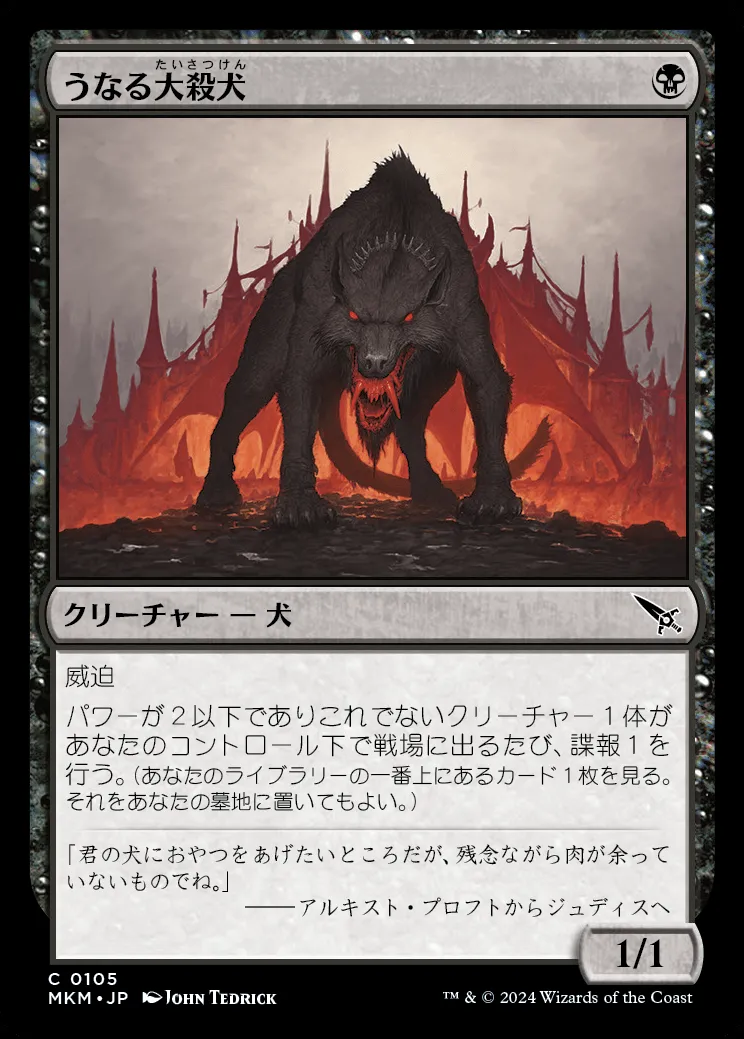 たいさつけん
うなる大殺犬
クリーチャー ― 犬
威迫
パワーが２以下でありこれでないクリーチャー１体が
あなたのコントロール下で戦場に出るたび、諜報１を
行う。（あなたのライブラリーの一番上にあるカード１枚を見る。
それをあなたの墓地に置いてもよい。）
「君の犬におやつをあげたいところだが、残念ながら肉が余って
いないものでね。」
――アルキスト・プロフトからジュディスへ
1/1
C 0105
MKM • JP John Tedrick
™ & © 2024 Wizards of the Coast